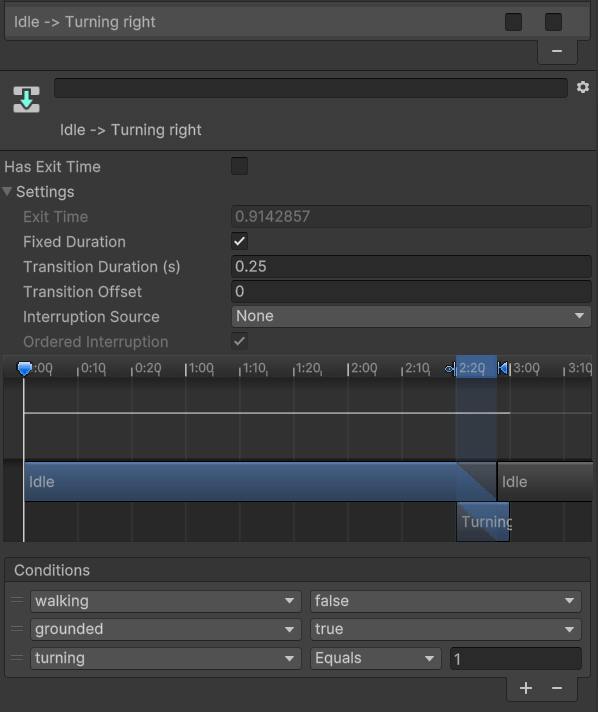 Idle -> Turning right
Idle -> Turning right
Has Exit Time
Settings
Exit Time 0.9142857
Fixed Duration
Transition Duration (s) 0.25
Transition Offset 0
Interruption Source None
Ordered Interruption
:00 0:10 0:20 1:00 1:10 1:20 2:00 2:10 2:20 3:00 3:10
Idle Idle
Turning
Conditions
walking false
grounded true
turning Equals 1